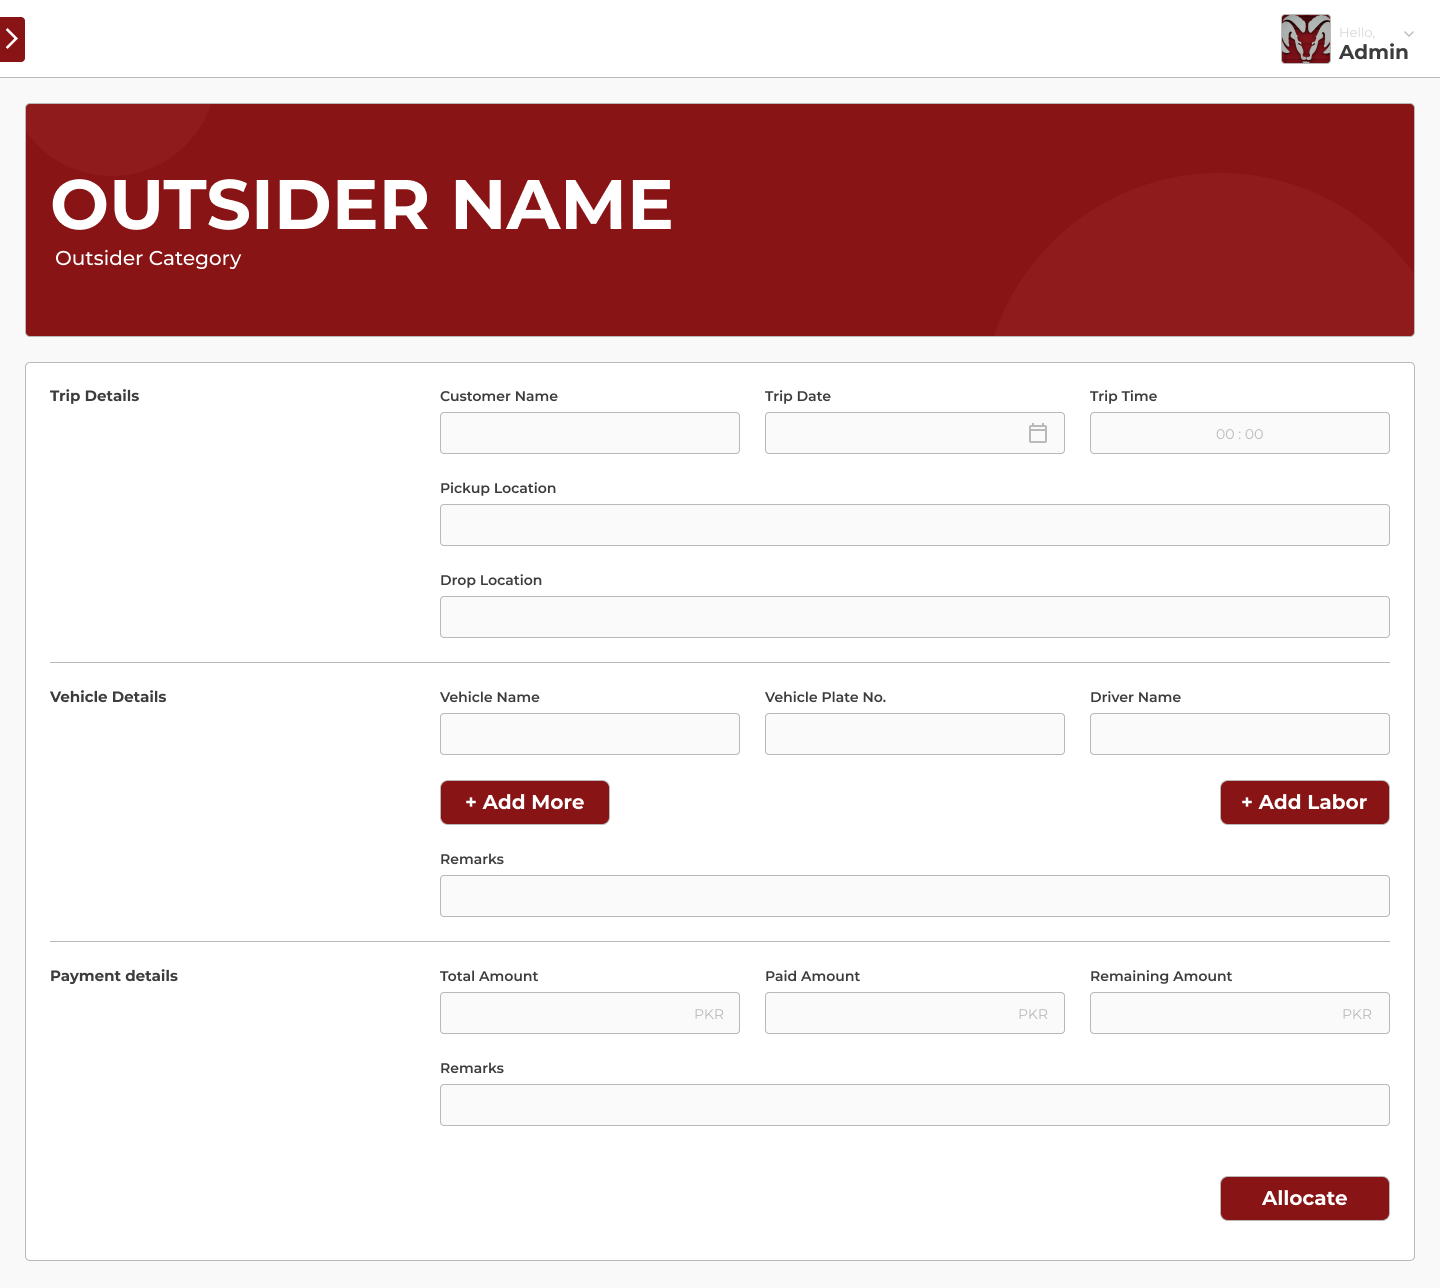 Hello,
Admin
OUTSIDER NAME
Outsider Category
Trip Details
Customer Name
Trip Date
Trip Time
00 : 00
Pickup Location
Drop Location
Vehicle Details
Vehicle Name
Vehicle Plate No.
Driver Name
+ Add More
+ Add Labor
Remarks
Payment details
Total Amount
Paid Amount
Remaining Amount
PKR
PKR
PKR
Remarks
Allocate